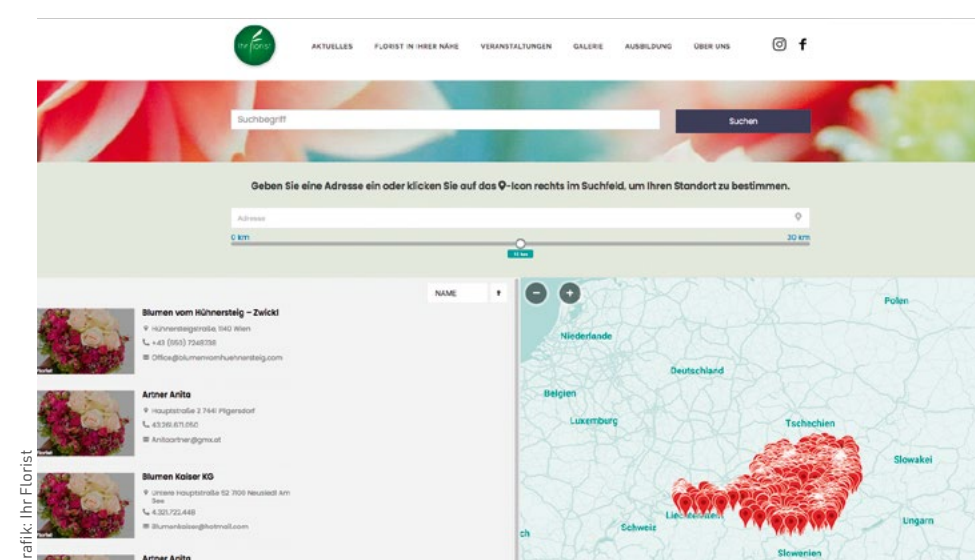 Ihr florist
AKTUELLES FLORIST IN IHRER NÄHE VERANSTALTUNGEN GALERIE AUSBILDUNG ÜBER UNS
Suchbegriff Suchen
Geben Sie eine Adresse ein oder klicken Sie auf das -Icon rechts im Suchfeld, um Ihren Standort zu bestimmen.
Adresse
0 km 30 km
NAME
Blumen vom Hühnersteig – Zwickl
Hühnersteigstraße, 1140 Wien
Office@blumenvomhuehnersteig.com
Artner Anita
Hauptstraße 2 7441 Pilgersdorf
Anitaartner@gmx.at
Blumen Kaiser KG
Untere Hauptstraße 52 7100 Neusiedl Am
See
4.321.722.448
Blumenkaiser@hotmail.com
Artner Anita
− +
Polen
Niederlande
Deutschland
Belgien
Luxemburg
Tschechien
Slowakei
Liechtenstein
Schweiz
Ungarn
Slowenien
rafik: Ihr Florist